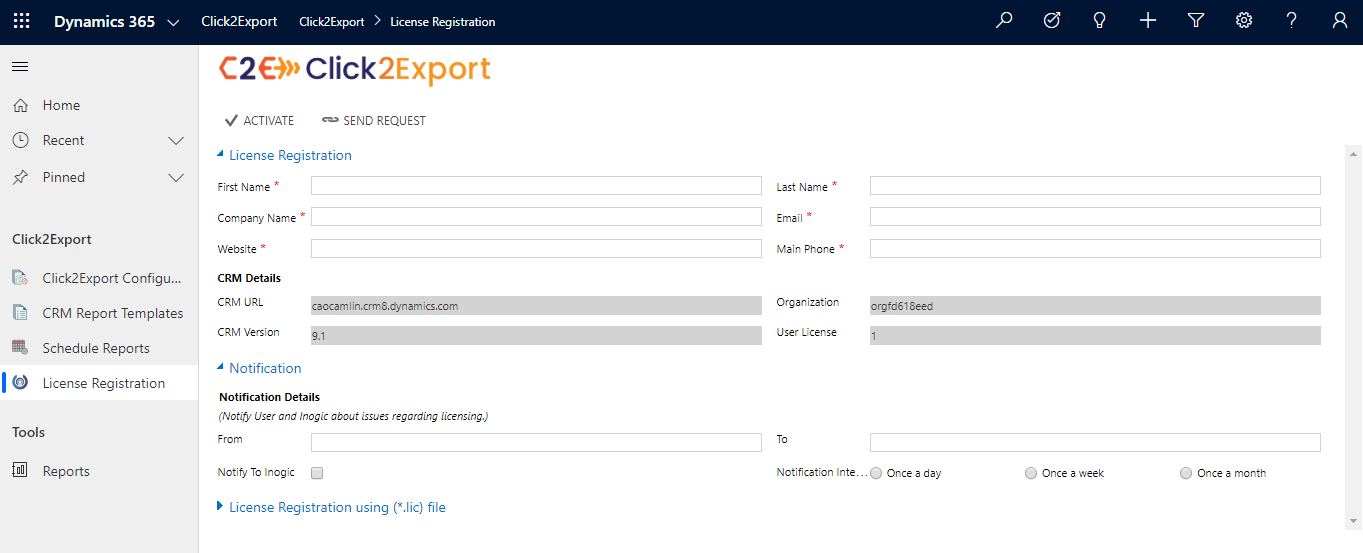 Dynamics 365 Click2Export Click2Export > License Registration
C2E Click2Export
Home
Recent
Pinned
Click2Export
Click2Export Configu...
CRM Report Templates
Schedule Reports
License Registration
Tools
Reports
ACTIVATE SEND REQUEST
License Registration
First Name * Last Name *
Company Name * Email *
Website * Main Phone *
CRM Details
CRM URL caocamlin.crm8.dynamics.com Organization orgfd618eed
CRM Version 9.1 User License 1
Notification
Notification Details
(Notify User and Inogic about issues regarding licensing.)
From To
Notify To Inogic Notification Inte... Once a day Once a week Once a month
License Registration using (*.lic) file